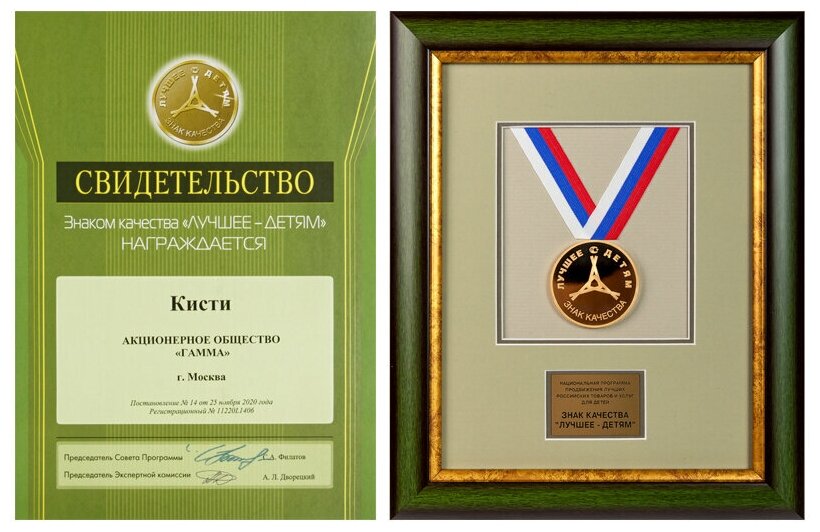 ЛУЧШЕЕ ДЕТЯМ
ЗНАК КАЧЕСТВА
СВИДЕТЕЛЬСТВО
Знаком качества «ЛУЧШЕЕ – ДЕТЯМ»
НАГРАЖДАЕТСЯ
Кисти
АКЦИОНЕРНОЕ ОБЩЕСТВО
«ГАММА»
г. Москва
Постановление № 14 от 25 ноября 2020 года
Регистрационный № 11220L1406
Председатель Совета Программы С.А. Филатов
Председатель Экспертной комиссии А. Л. Дворецкий
ЛУЧШЕЕ ДЕТЯМ
ЗНАК КАЧЕСТВА
НАЦИОНАЛЬНАЯ ПРОГРАММА
ПРОДВИЖЕНИЯ ЛУЧШИХ
РОССИЙСКИХ ТОВАРОВ И УСЛУГ
ДЛЯ ДЕТЕЙ
ЗНАК КАЧЕСТВА
"ЛУЧШЕЕ - ДЕТЯМ"